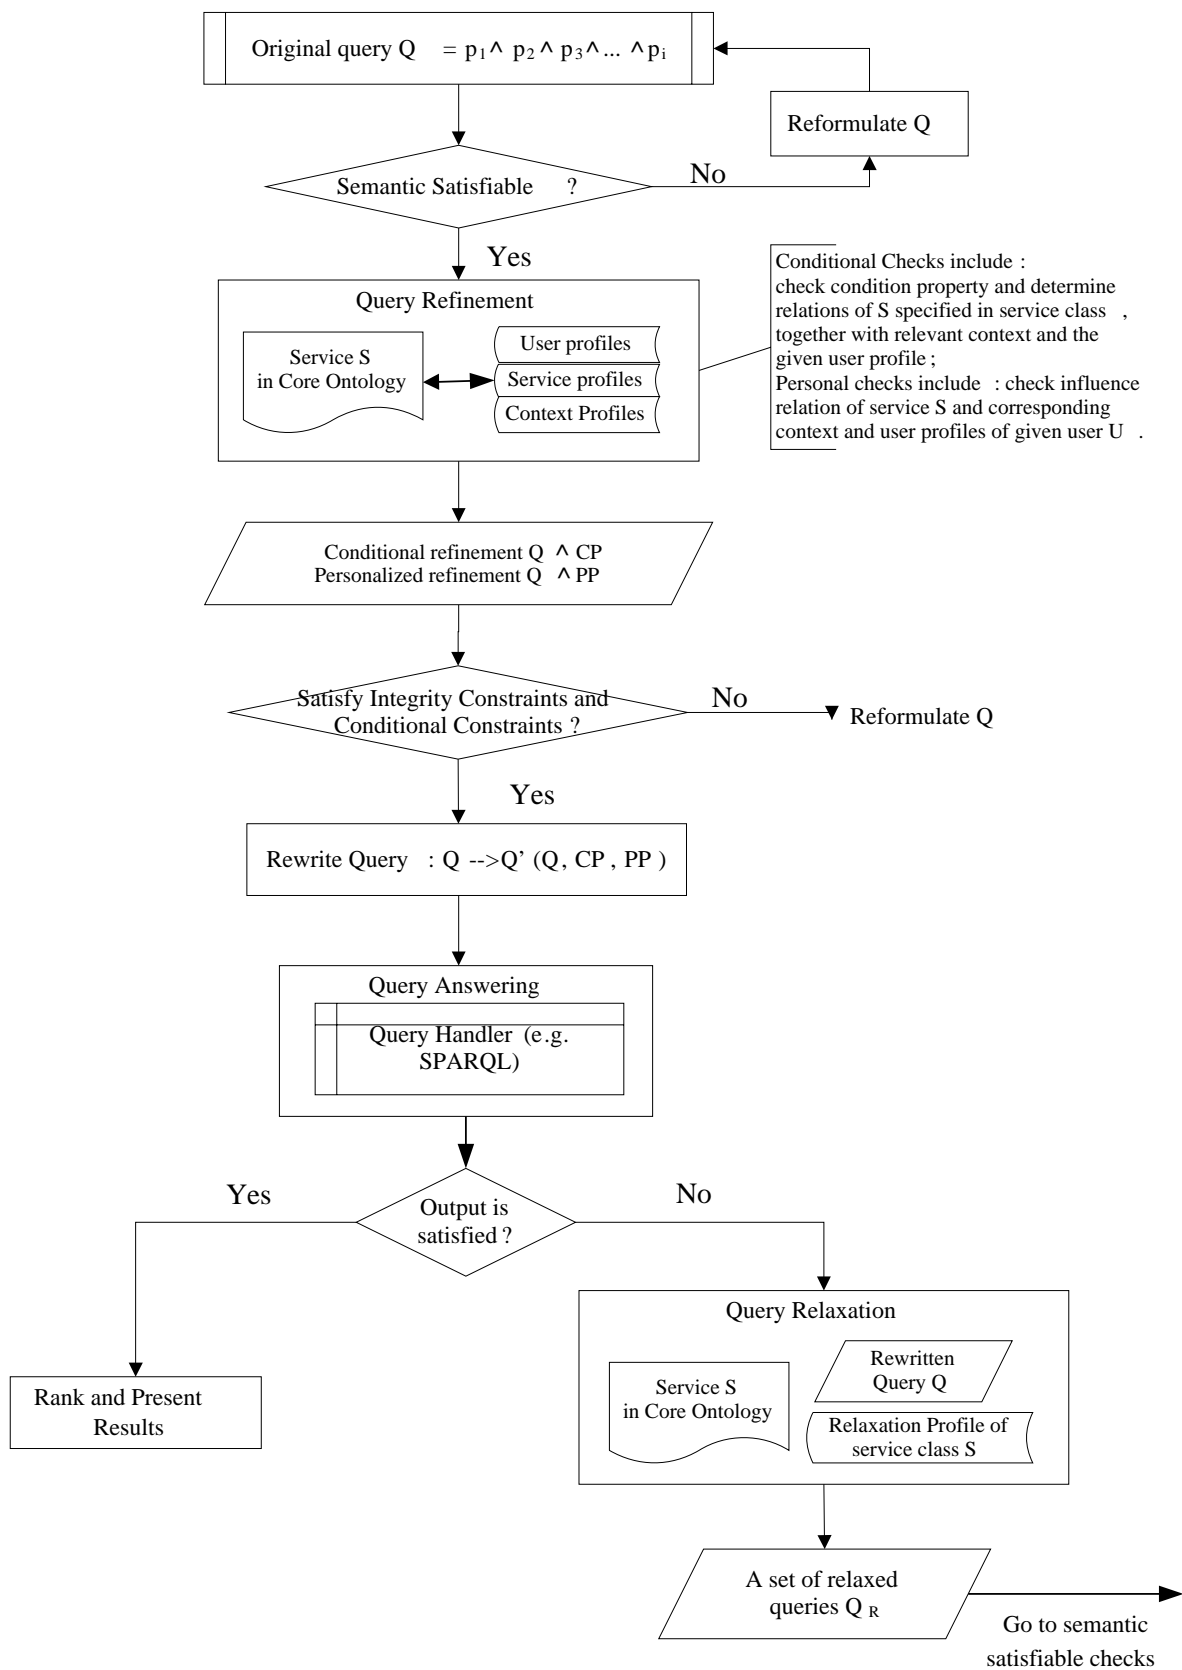 Original query Q = p1 ^ p2 ^ p3 ^ ... ^ pi
Reformulate Q
Semantic Satisfiable ?
No
Yes
Query Refinement
Service S
in Core Ontology
User profiles
Service profiles
Context Profiles
Conditional Checks include :
check condition property and determine
relations of S specified in service class ,
together with relevant context and the
given user profile ;
Personal checks include : check influence
relation of service S and corresponding
context and user profiles of given user U .
Conditional refinement Q ^ CP
Personalized refinement Q ^ PP
Satisfy Integrity Constraints and
Conditional Constraints ?
No
Reformulate Q
Yes
Rewrite Query : Q -->Q’ (Q, CP , PP )
Query Answering
Query Handler (e.g.
SPARQL)
Output is
satisfied ?
Yes
No
Rank and Present
Results
Query Relaxation
Service S
in Core Ontology
Rewritten
Query Q
Relaxation Profile of
service class S
A set of relaxed
queries Q R
Go to semantic
satisfiable checks